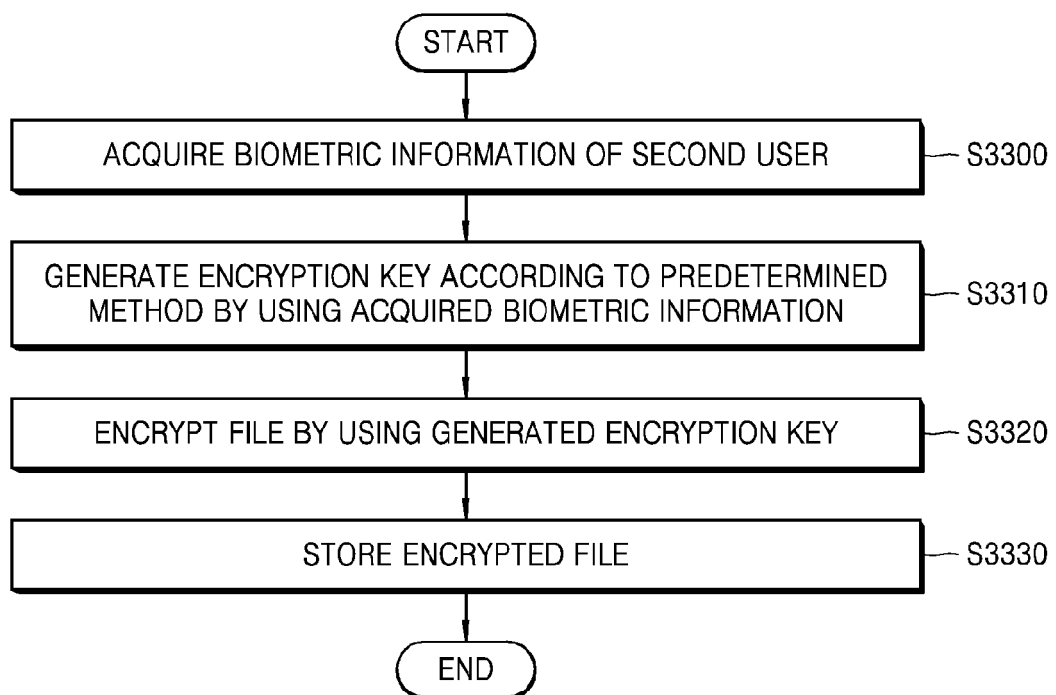 START
ACQUIRE BIOMETRIC INFORMATION OF SECOND USER
S3300
GENERATE ENCRYPTION KEY ACCORDING TO PREDETERMINED
METHOD BY USING ACQUIRED BIOMETRIC INFORMATION
S3310
ENCRYPT FILE BY USING GENERATED ENCRYPTION KEY
S3320
STORE ENCRYPTED FILE
S3330
END